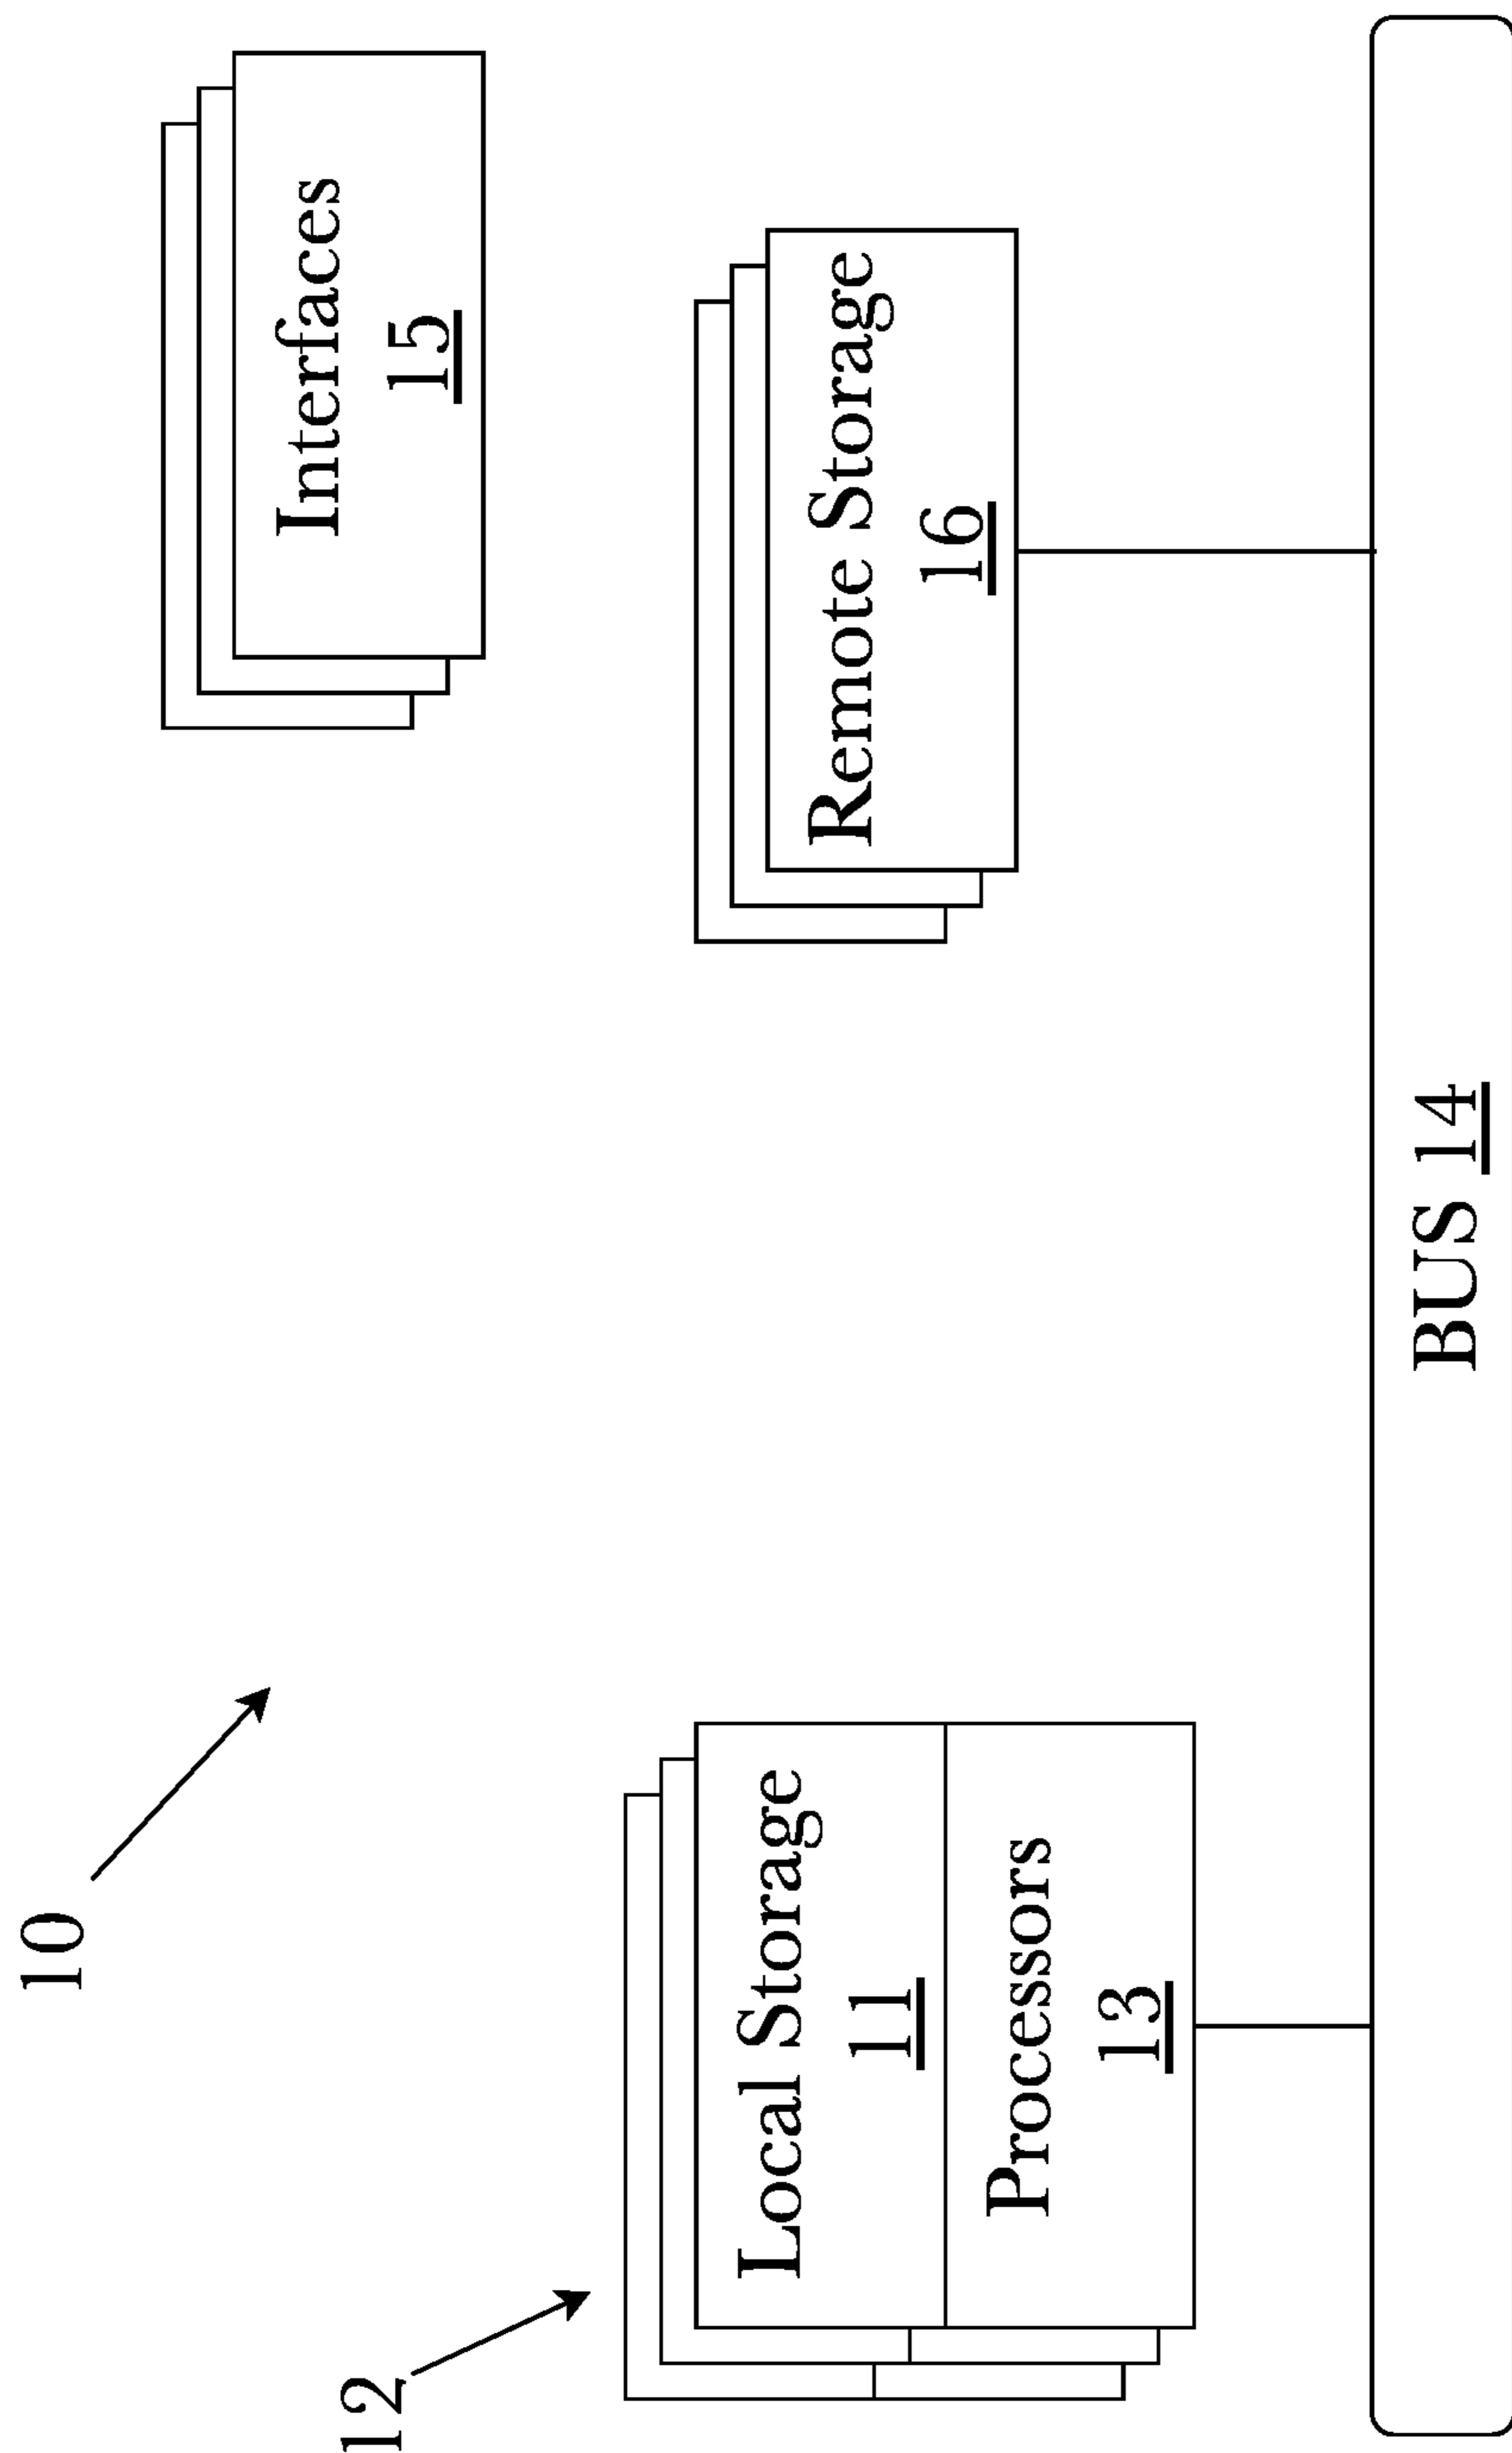 10
12
Local Storage
11
Processors
13
Interfaces
15
Remote Storage
16
BUS 14